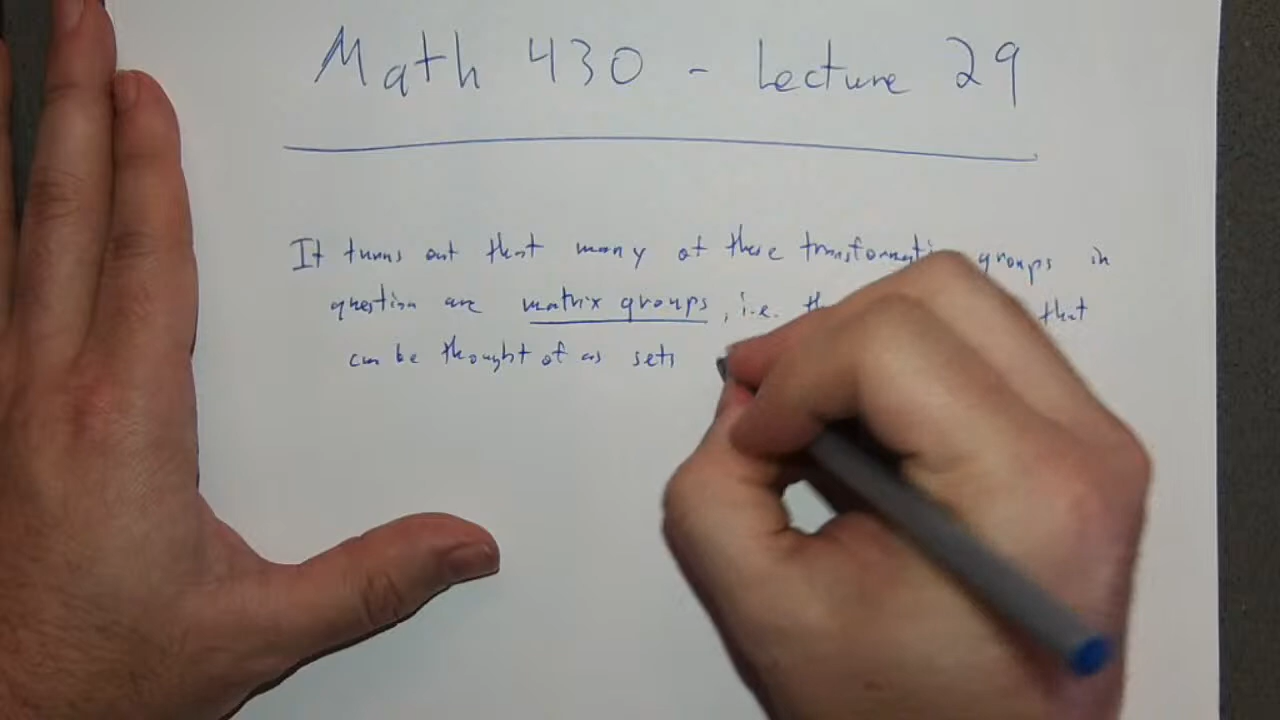 Math 430 - Lecture 29
It turns out that many of these transformation groups in
question are matrix groups, i.e. that
can be thought of as sets